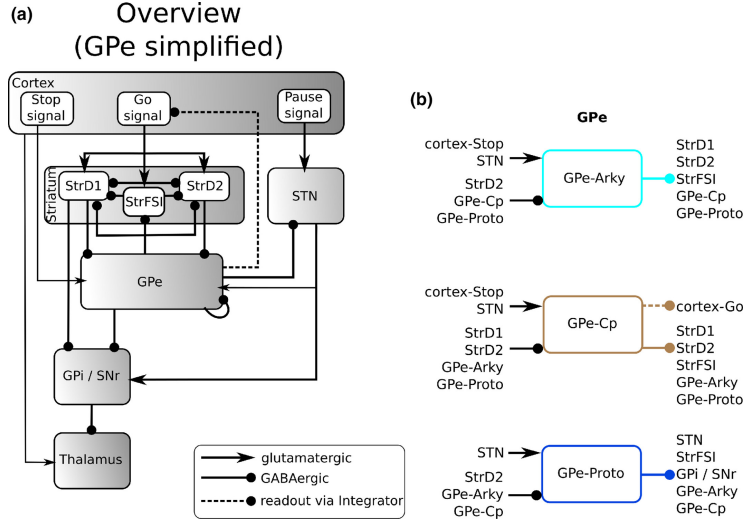 (a)
Overview
(GPe simplified)
Cortex
Stop
signal
Go
signal
Pause
signal
Striatum
StrD1
StrFSI
StrD2
STN
GPe
GPi / SNr
Thalamus
glutamatergic
GABAergic
readout via Integrator
(b)
GPe
cortex-Stop
STN
StrD2
GPe-Cp
GPe-Proto
GPe-Arky
StrD1
StrD2
StrFSI
GPe-Cp
GPe-Proto
cortex-Stop
STN
StrD1
StrD2
GPe-Arky
GPe-Proto
GPe-Cp
cortex-Go
StrD1
StrD2
StrFSI
GPe-Arky
GPe-Proto
STN
StrD2
GPe-Arky
GPe-Cp
GPe-Proto
STN
StrFSI
GPi / SNr
GPe-Arky
GPe-Cp